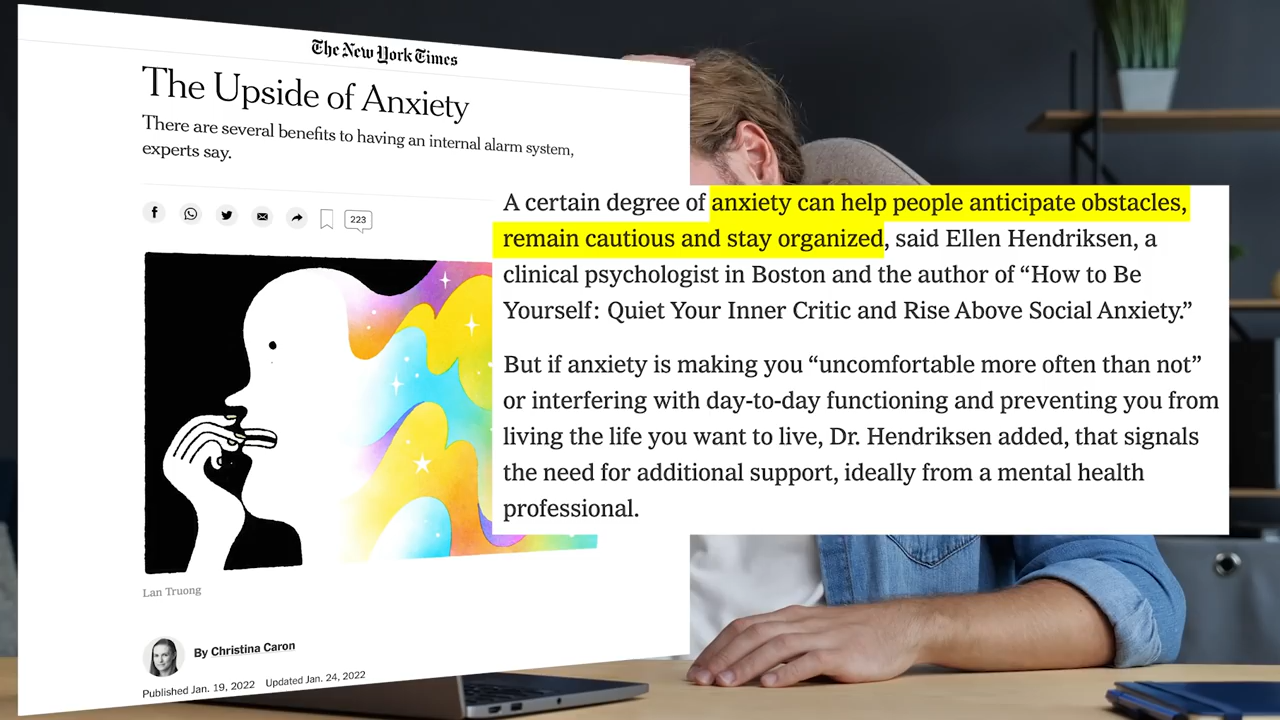 The New York Times
The Upside of Anxiety
There are several benefits to having an internal alarm system,
experts say.
223
Lan Truong
By Christina Caron
Published Jan. 19, 2022 Updated Jan. 24, 2022
A certain degree of anxiety can help people anticipate obstacles,
remain cautious and stay organized, said Ellen Hendriksen, a
clinical psychologist in Boston and the author of “How to Be
Yourself: Quiet Your Inner Critic and Rise Above Social Anxiety.”
But if anxiety is making you “uncomfortable more often than not”
or interfering with day-to-day functioning and preventing you from
living the life you want to live, Dr. Hendriksen added, that signals
the need for additional support, ideally from a mental health
professional.